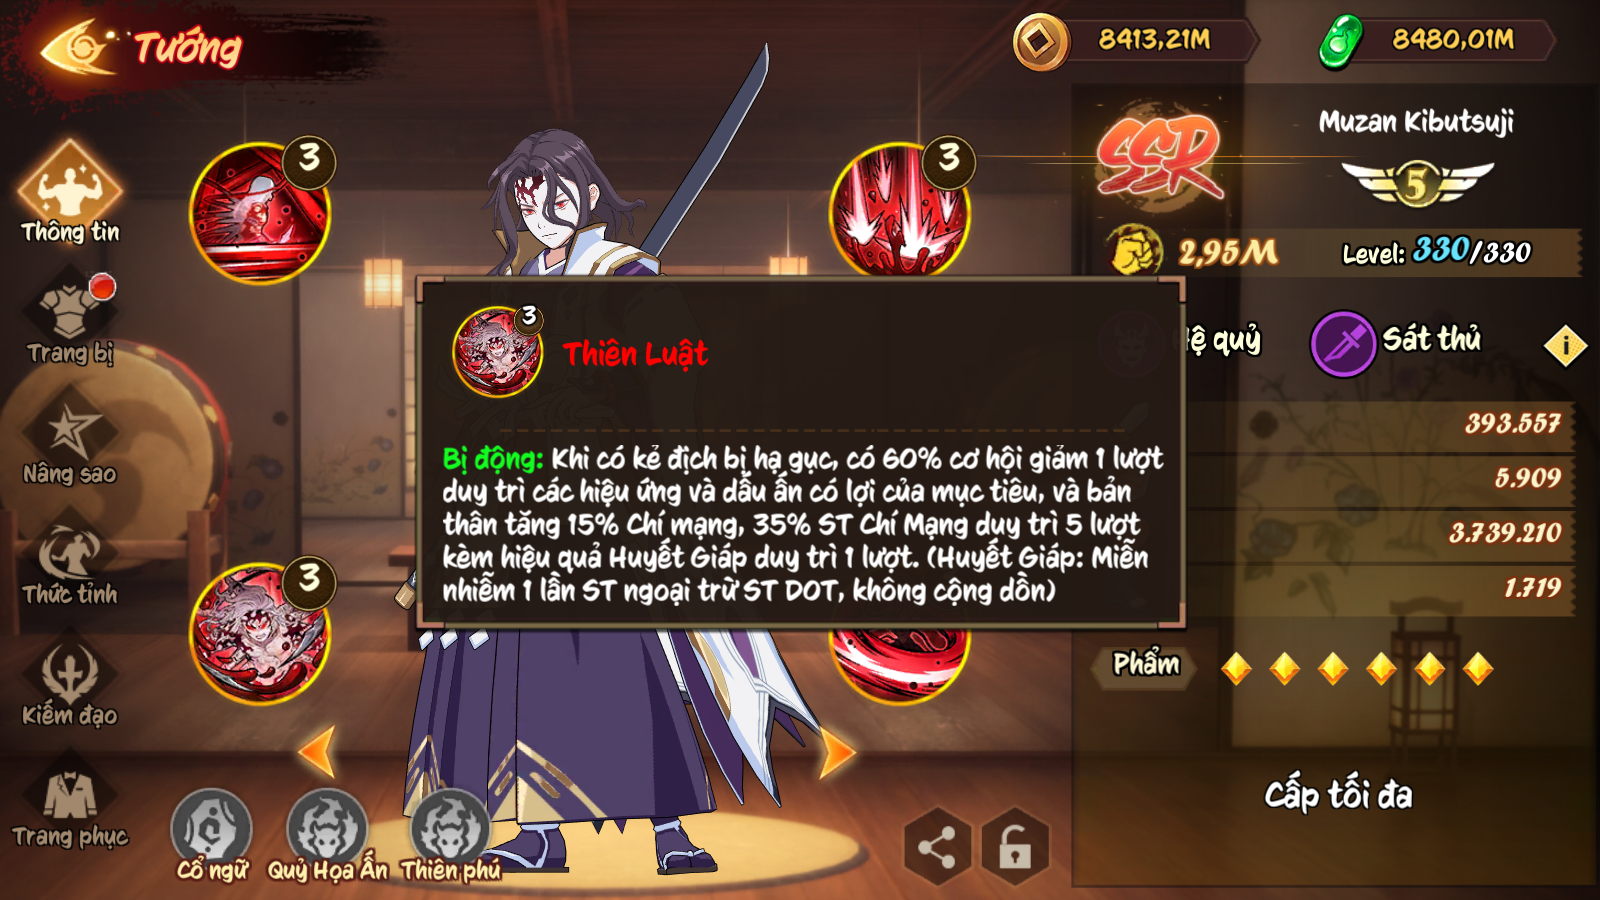 Tướng
8413,21M
8480,01M
Thông tin
Trang bị
Nâng sao
Thức tỉnh
Kiếm đạo
Trang phục
3
3
3
SSR
Muzan Kibutsuji
5
2,95M
Level: 330/330
ệ quỷ
Sát thủ
i
393.557
5.909
3.739.210
1.719
3
Thiên Luật
Bị động: Khi có kẻ địch bị hạ gục, có 60% cơ hội giảm 1 lượt
duy trì các hiệu ứng và dấu ấn có lợi của mục tiêu, và bản
thân tăng 15% Chí mạng, 35% ST Chí Mạng duy trì 5 lượt
kèm hiệu quả Huyết Giáp duy trì 1 lượt. (Huyết Giáp: Miễn
nhiễm 1 lần ST ngoại trừ ST DOT, không cộng dồn)
Phẩm
Cấp tối đa
Cổ ngữ
Quỷ Họa Ấn
Thiên phú